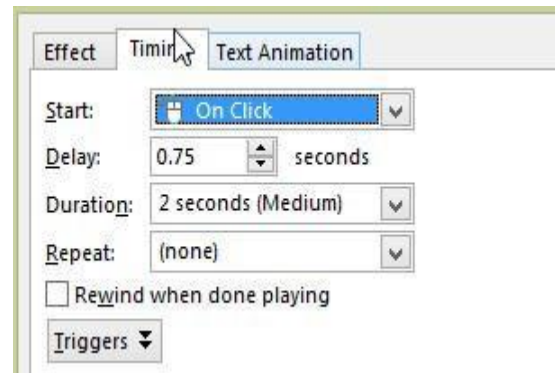 Effect Timing Text Animation
Start: On Click
Delay: 0.75 seconds
Duration: 2 seconds (Medium)
Repeat: (none)
Rewind when done playing
Triggers